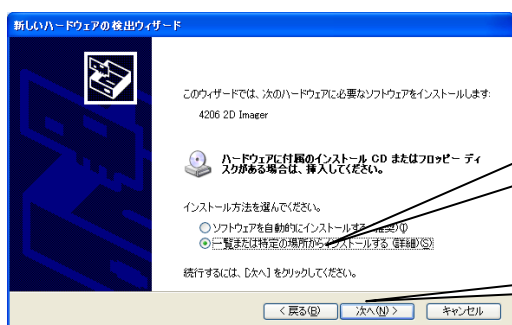 新しいハードウェアの検出ウィザード
このウィザードでは、次のハードウェアに必要なソフトウェアをインストールします:
4206 2D Imager
ハードウェアに付属のインストール CD またはフロッピー ディ
スクがある場合は、挿入してください。
インストール方法を選んでください。
ソフトウェアを自動的にインストールする (推奨)(I)
一覧または特定の場所からインストールする (詳細)(S)
続行するには、[次へ] をクリックしてください。
< 戻る(B) 次へ(N) > キャンセル